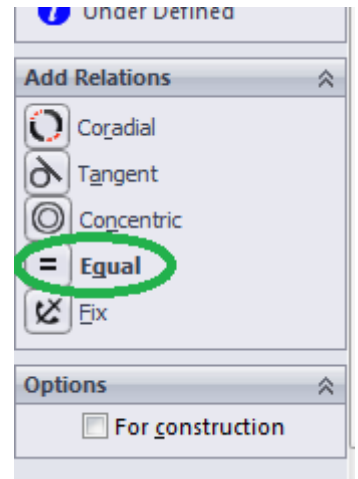 Under Defined
Add Relations
Coradial
Tangent
Concentric
= Equal
Fix
Options
For construction